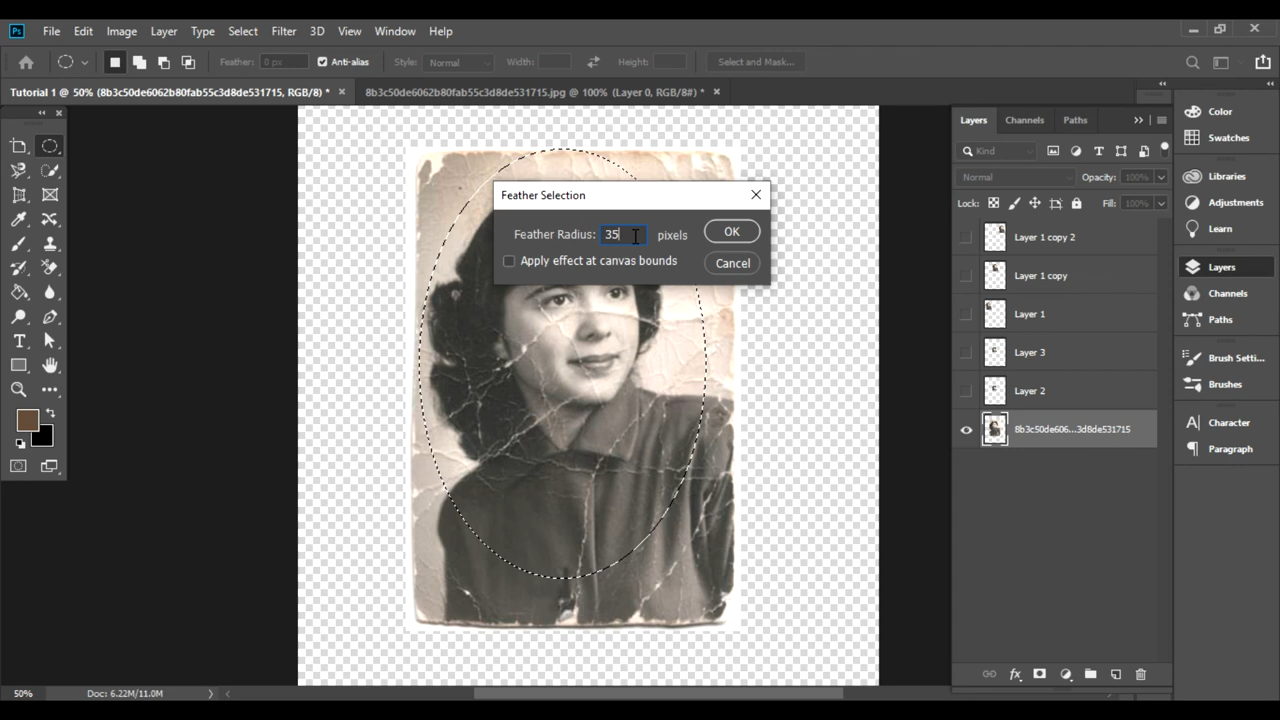 Ps File Edit Image Layer Type Select Filter 3D View Window Help
Feather: 0 px Anti-alias Style: Normal Width: Height: Select and Mask...
Tutorial 1 @ 50% (8b3c50de6062b80fab55c3d8de531715, RGB/8) * × 8b3c50de6062b80fab55c3d8de531715.jpg @ 100% (Layer 0, RGB/8#) * ×
Feather Selection
Feather Radius: 35 pixels
OK
Apply effect at canvas bounds
Cancel
Layers Channels Paths
Kind
Normal Opacity: 100%
Lock: Fill: 100%
Layer 1 copy 2
Layer 1 copy
Layer 1
Layer 3
Layer 2
8b3c50de606...3d8de531715
Color
Swatches
Libraries
Adjustments
Learn
Layers
Channels
Paths
Brush Setti...
Brushes
Character
Paragraph
50% Doc: 6.22M/11.0M